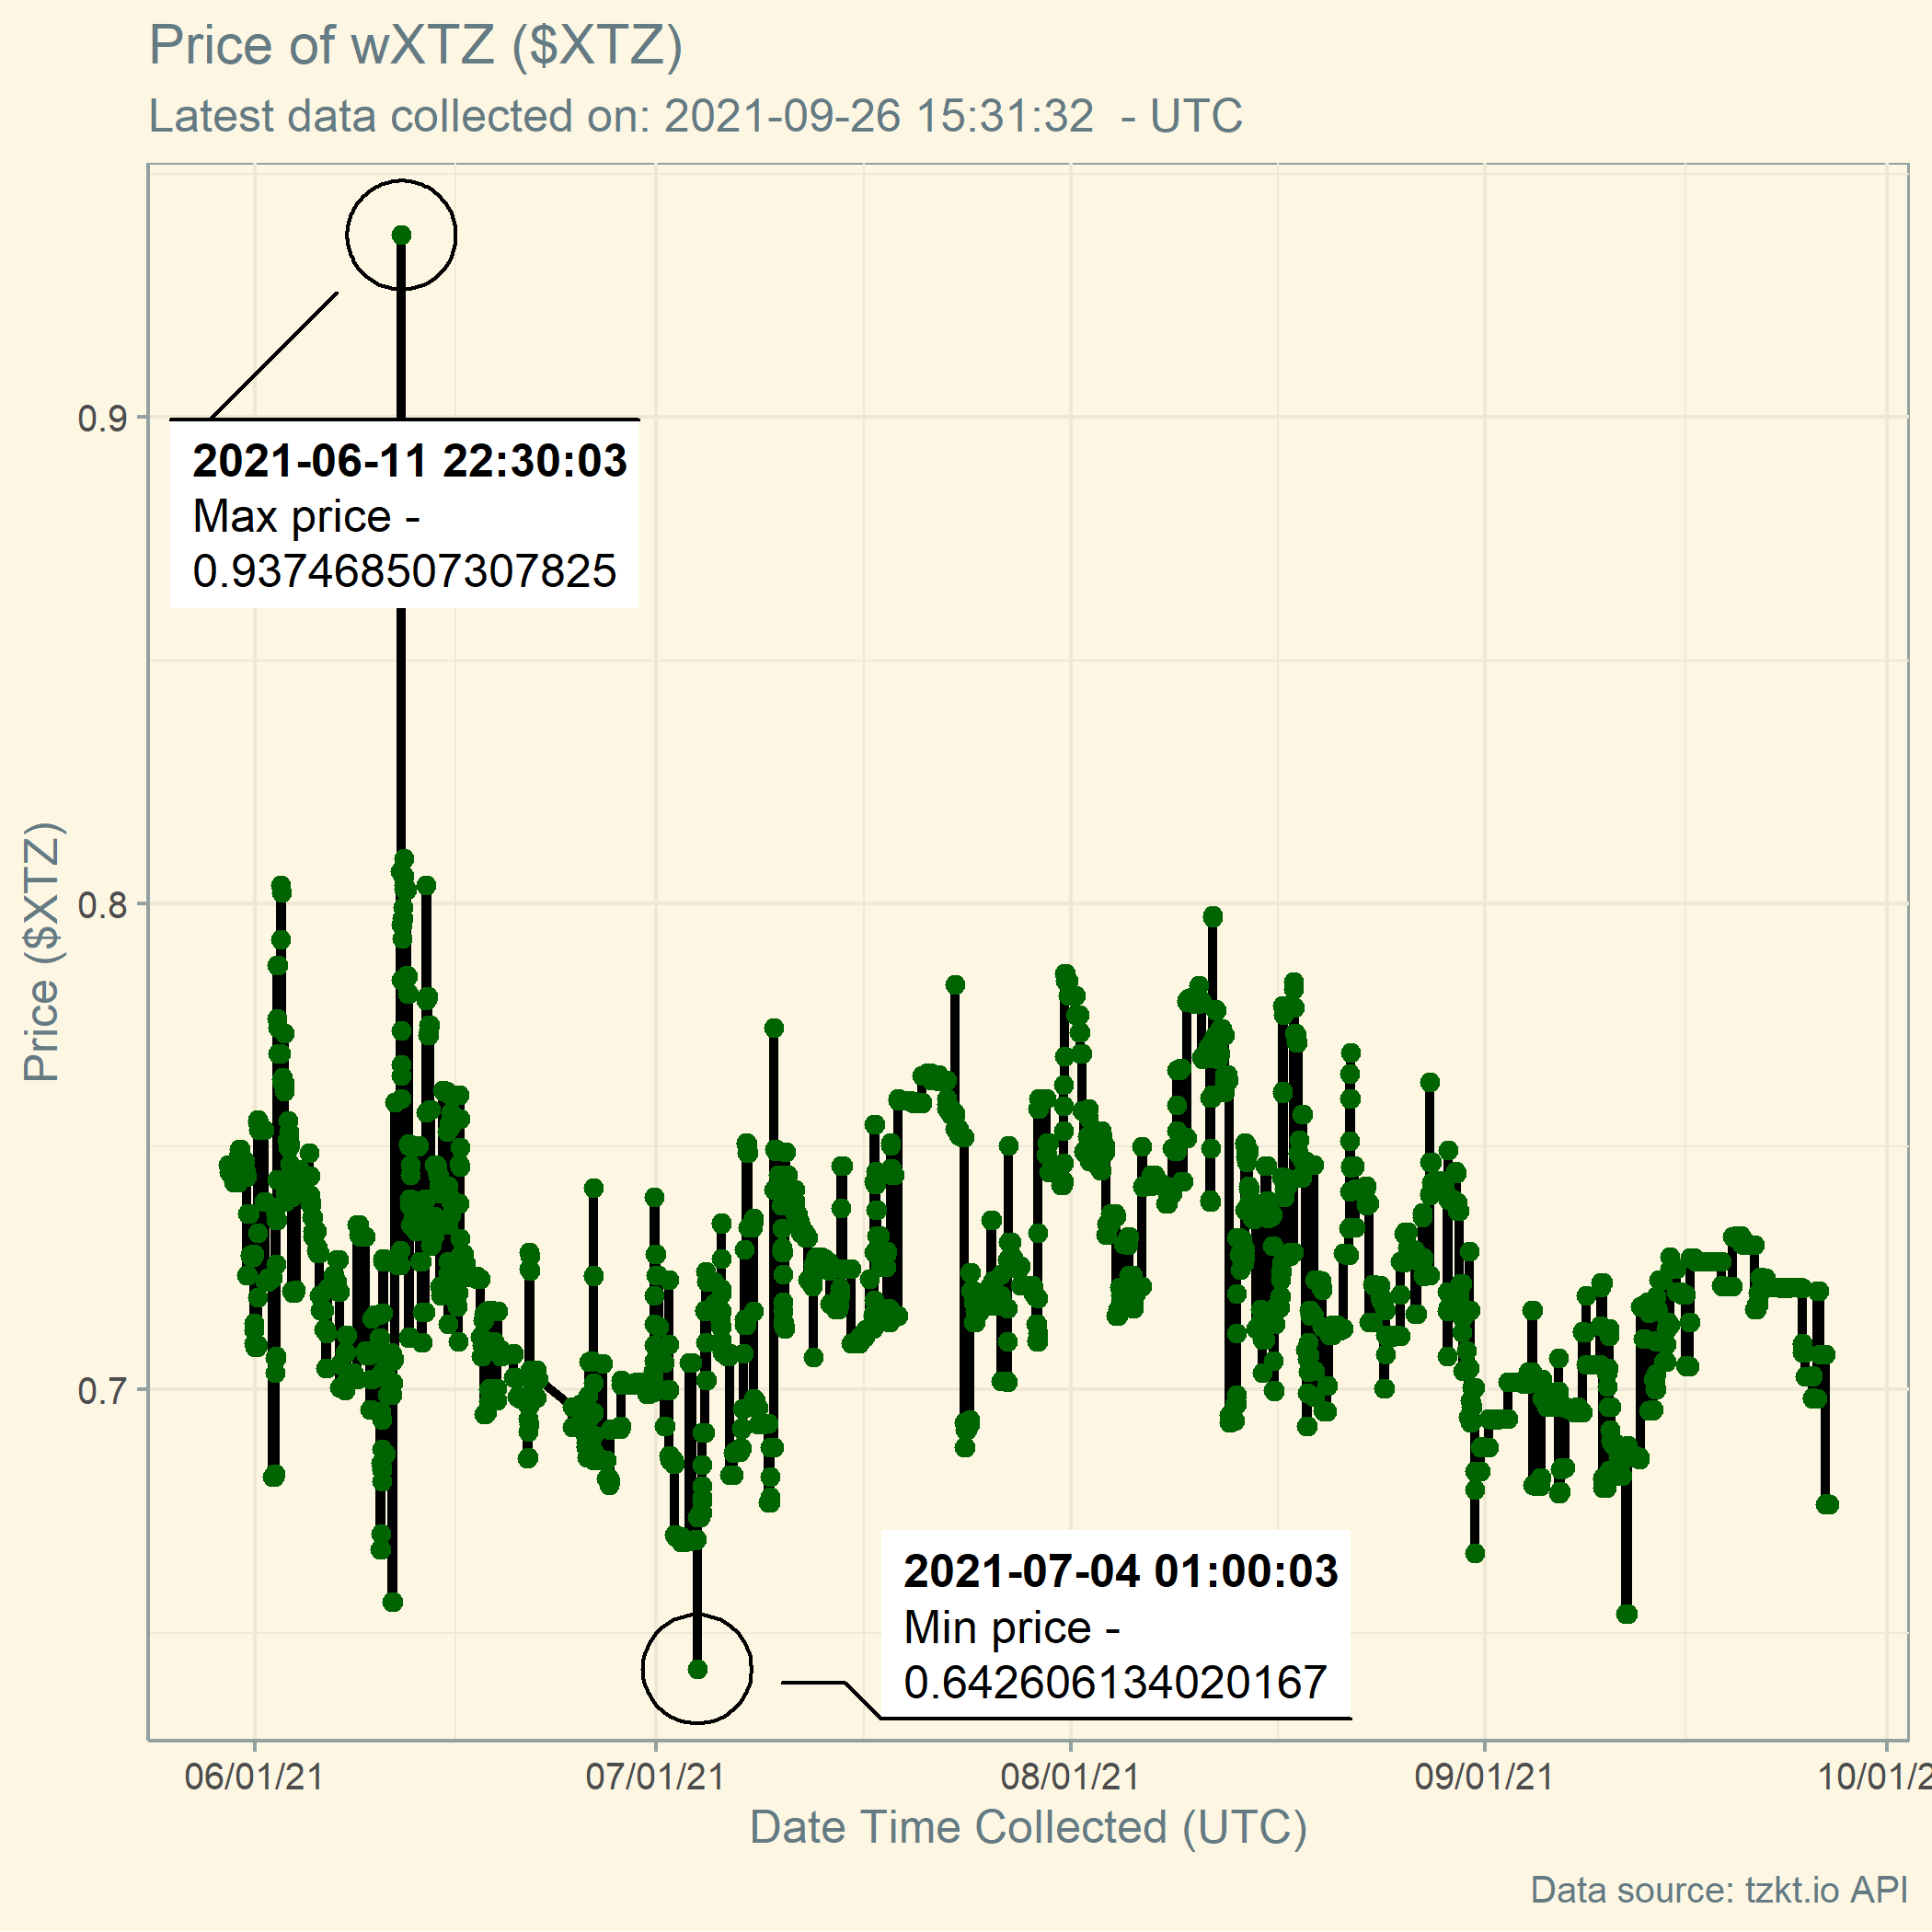 Price of wXTZ ($XTZ)
Latest data collected on: 2021-09-26 15:31:32 - UTC
Price ($XTZ)
0.9
0.8
0.7
2021-06-11 22:30:03
Max price -
0.937468507307825
2021-07-04 01:00:03
Min price -
0.642606134020167
06/01/21
07/01/21
08/01/21
09/01/21
10/01/2
Date Time Collected (UTC)
Data source: tzkt.io API